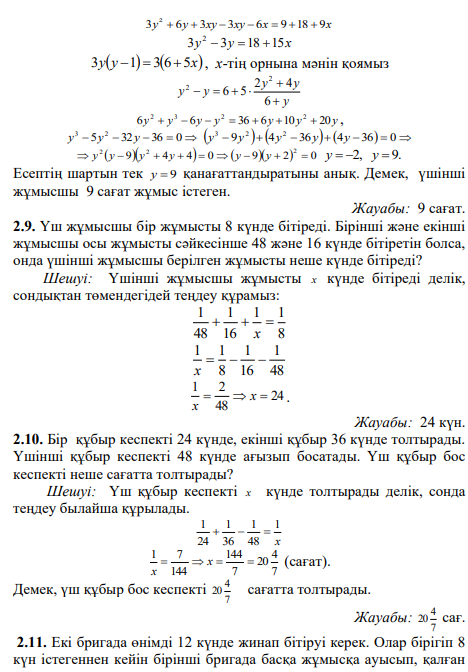 3y² + 6y + 3xy − 3xy − 6x = 9 + 18 + 9x
3y² − 3y = 18 + 15x
3y(y − 1) = 3(6 + 5x), x-тің орнына мәнін қоямыз
y² − y = 6 + 5 · (2y² + 4y)/(6 + y)
6y² + y³ − 6y − y² = 36 + 6y + 10y² + 20y ,
y³ − 5y² − 32y − 36 = 0 ⇒ (y³ − 9y²) + (4y² − 36y) + (4y − 36) = 0 ⇒
⇒ y²(y − 9)(y² + 4y + 4) = 0 ⇒ (y − 9)(y + 2)² = 0 y = −2, y = 9.
Есептің шартын тек y = 9 қанағаттандыратыны анық. Демек, үшінші
жұмысшы 9 сағат жұмыс істеген.
Жауабы: 9 сағат.
2.9. Үш жұмысшы бір жұмысты 8 күнде бітіреді. Бірінші және екінші
жұмысшы осы жұмысты сәйкесінше 48 және 16 күнде бітіретін болса,
онда үшінші жұмысшы берілген жұмысты неше күнде бітіреді?
Шешуі: Үшінші жұмысшы жұмысты x күнде бітіреді делік,
сондықтан төмендегідей теңдеу құрамыз:
1/48 + 1/16 + 1/x = 1/8
1/x = 1/8 − 1/16 − 1/48
1/x = 2/48 ⇒ x = 24 .
Жауабы: 24 күн.
2.10. Бір құбыр кеспекті 24 күнде, екінші құбыр 36 күнде толтырады.
Үшінші құбыр кеспекті 48 күнде ағызып босатады. Үш құбыр бос
кеспекті неше сағатта толтырады?
Шешуі: Үш құбыр кеспекті x күнде толтырады делік, сонда
теңдеу былайша құрылады.
1/24 + 1/36 − 1/48 = 1/x
1/x = 7/144 ⇒ x = 144/7 = 20 4/7 (сағат).
Демек, үш құбыр бос кеспекті 20 4/7 сағатта толтырады.
Жауабы: 20 4/7 сағ.
2.11. Екі бригада өнімді 12 күнде жинап бітіруі керек. Олар бірігіп 8
күн істегеннен кейін бірінші бригада басқа жұмысқа ауысып, қалған